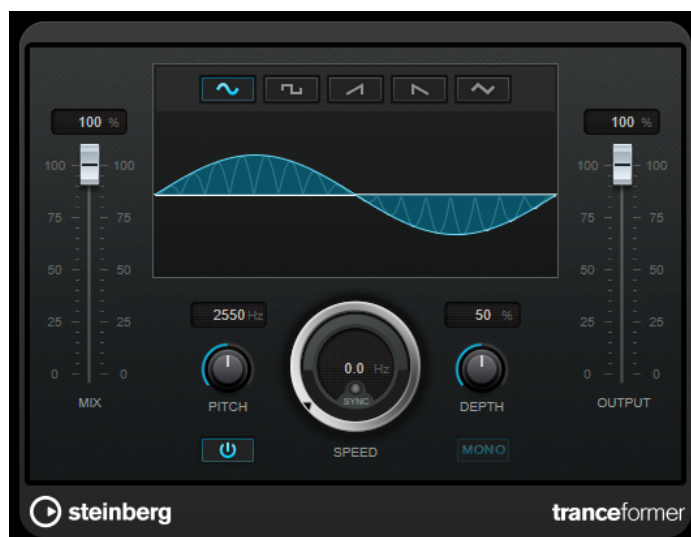 100 %
100 %
100 100
75 75
50 50
25 25
0 0
MIX
100 100
75 75
50 50
25 25
0 0
OUTPUT
2550 Hz
PITCH
0.0 Hz
SYNC
SPEED
50 %
DEPTH
MONO
steinberg
tranceformer